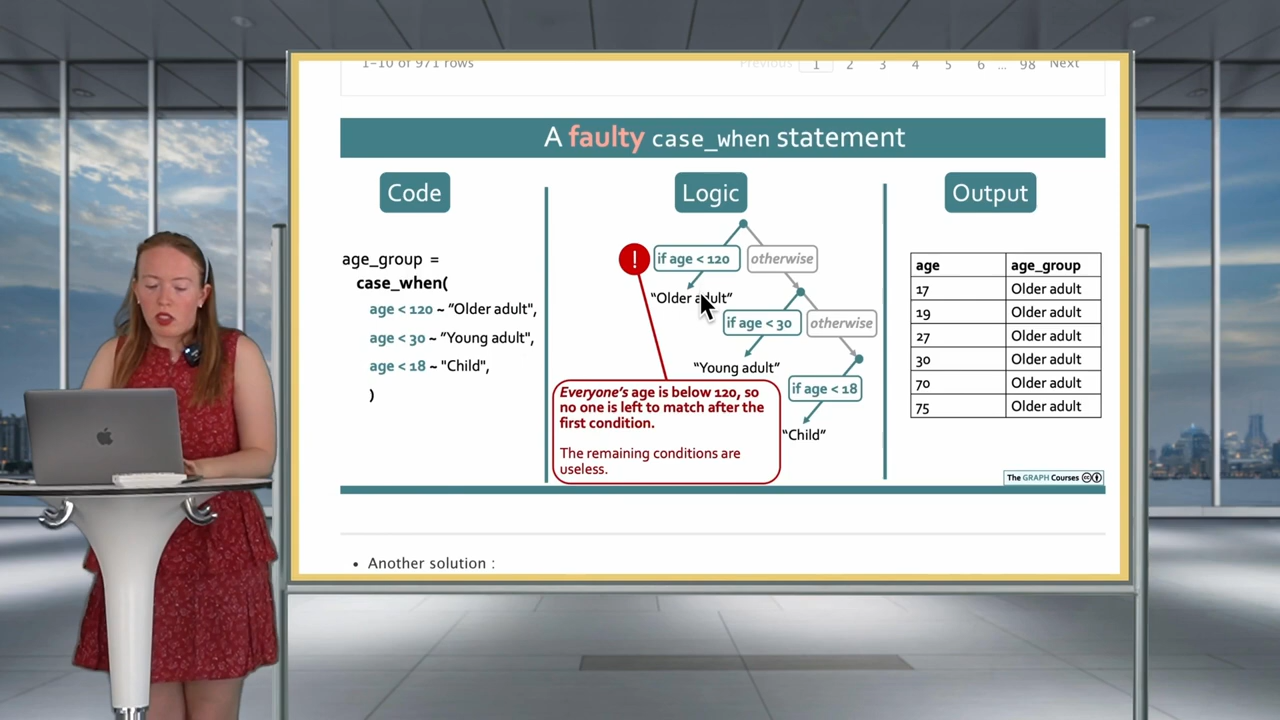 1-10 of 971 rows
Previous 1 2 3 4 5 6 ... 98 Next
A faulty case_when statement
Code
age_group =
case_when(
age < 120 ~ "Older adult",
age < 30 ~ "Young adult",
age < 18 ~ "Child",
)
Logic
!
if age < 120
otherwise
"Older adult"
if age < 30
otherwise
"Young adult"
if age < 18
"Child"
Everyone's age is below 120, so
no one is left to match after the
first condition.
The remaining conditions are
useless.
Output
age age_group
17 Older adult
19 Older adult
27 Older adult
30 Older adult
70 Older adult
75 Older adult
The GRAPH Courses
• Another solution :